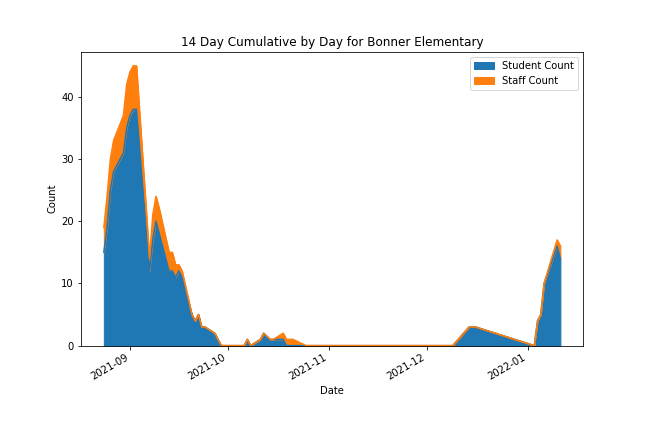 14 Day Cumulative by Day for Bonner Elementary
Student Count
Staff Count
Count
40
30
20
10
0
2021-09
2021-10
2021-11
2021-12
2022-01
Date